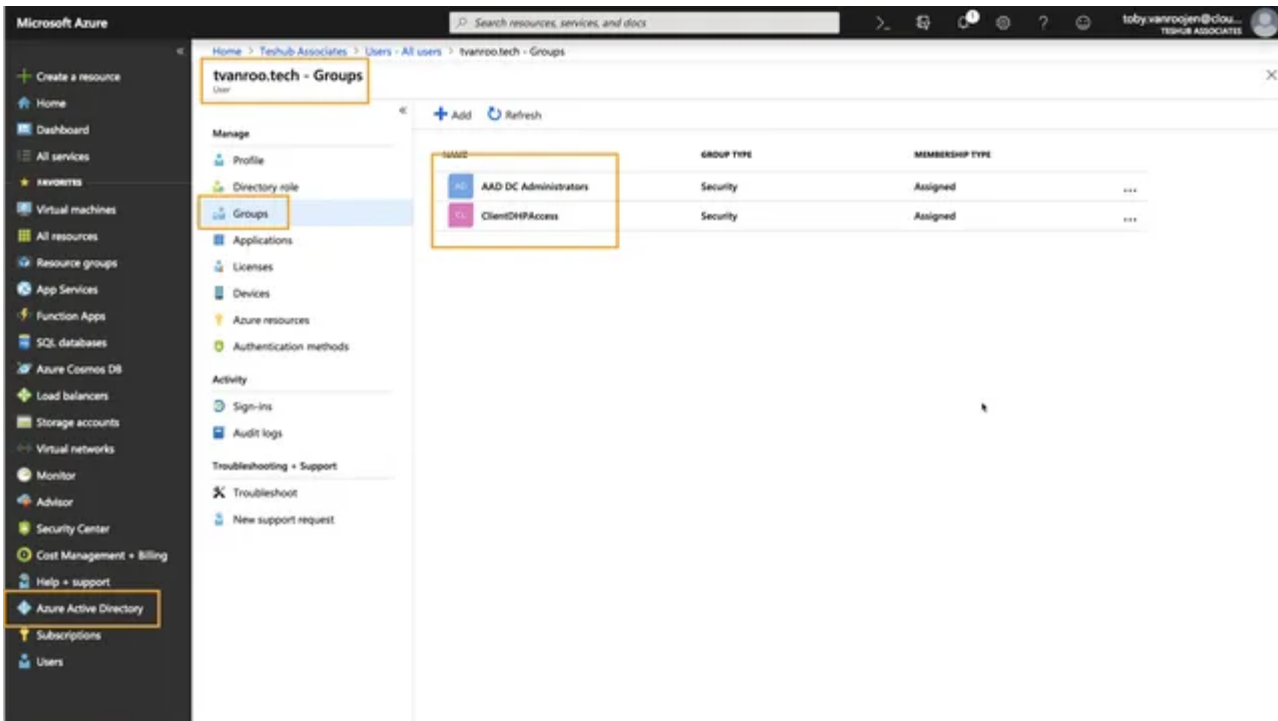 Microsoft Azure
Search resources, services, and docs
1
toby.vanroojen@clou...
TESHUB ASSOCIATES
Create a resource
Home
Dashboard
All services
FAVORITES
Virtual machines
All resources
Resource groups
App Services
Function Apps
SQL databases
Azure Cosmos DB
Load balancers
Storage accounts
Virtual networks
Monitor
Advisor
Security Center
Cost Management + Billing
Help + support
Azure Active Directory
Subscriptions
Users
Home > Teshub Associates > Users - All users > tvanroo.tech - Groups
tvanroo.tech - Groups
User
Manage
Profile
Directory role
Groups
Applications
Licenses
Devices
Azure resources
Authentication methods
Activity
Sign-ins
Audit logs
Troubleshooting + Support
Troubleshoot
New support request
Add Refresh
NAME GROUP TYPE MEMBERSHIP TYPE
AD AAD DC Administrators Security Assigned ...
CL ClientDHPAccess Security Assigned ...